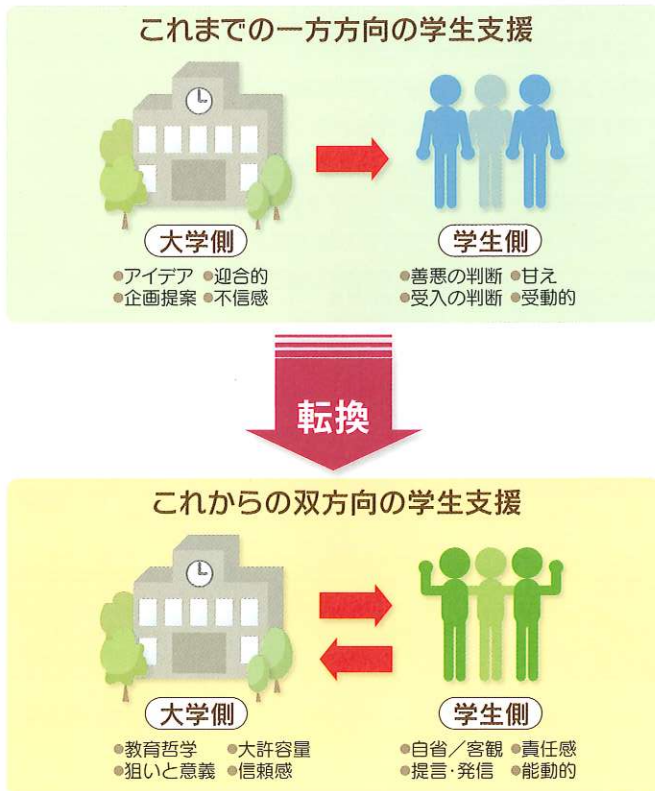 これまでの一方方向の学生支援
大学側
●アイデア ●迎合的
●企画提案 ●不信感
学生側
●善悪の判断 ●甘え
●受入の判断 ●受動的
転換
これからの双方向の学生支援
大学側
●教育哲学 ●大許容量
●狙いと意義 ●信頼感
学生側
●自省／客観 ●責任感
●提言・発信 ●能動的